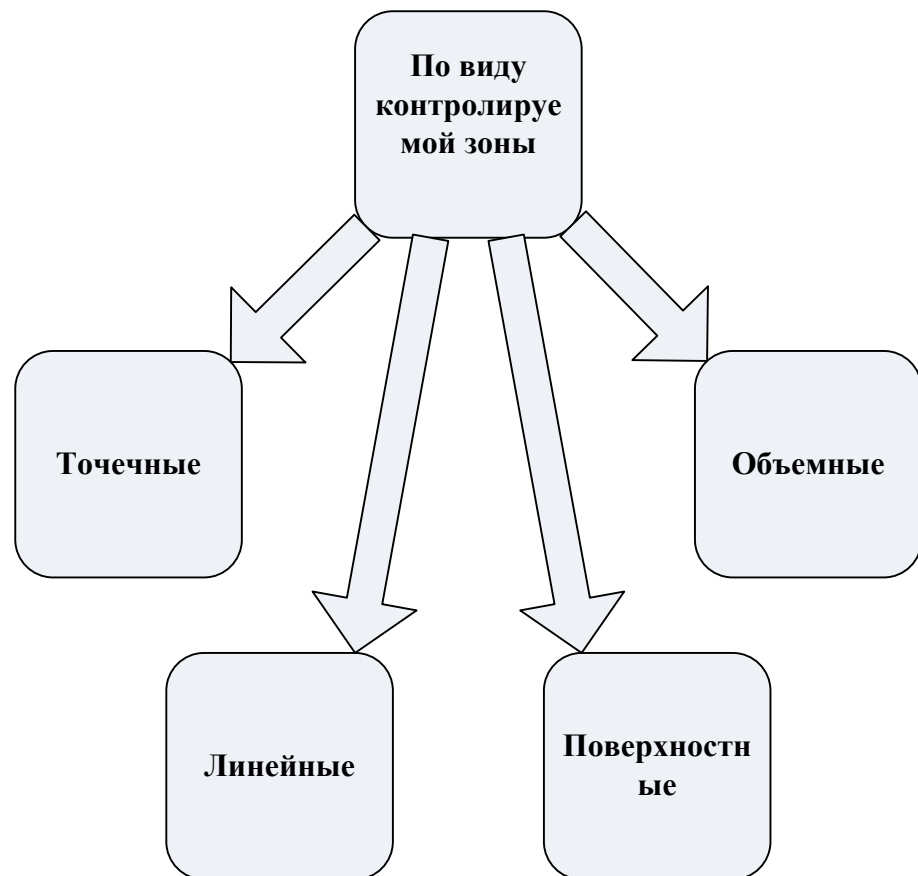 По виду
контролируе
мой зоны
Точечные
Объемные
Линейные
Поверхностн
ые